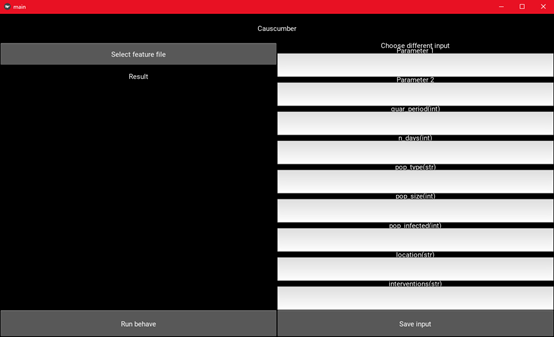 main
Causcumber
Select feature file
Result
Run behave
Choose different input
Parameter 1
Parameter 2
quar_period(int)
n_days(int)
pop_type(str)
pop_size(int)
pop_infected(int)
location(str)
interventions(str)
Save input